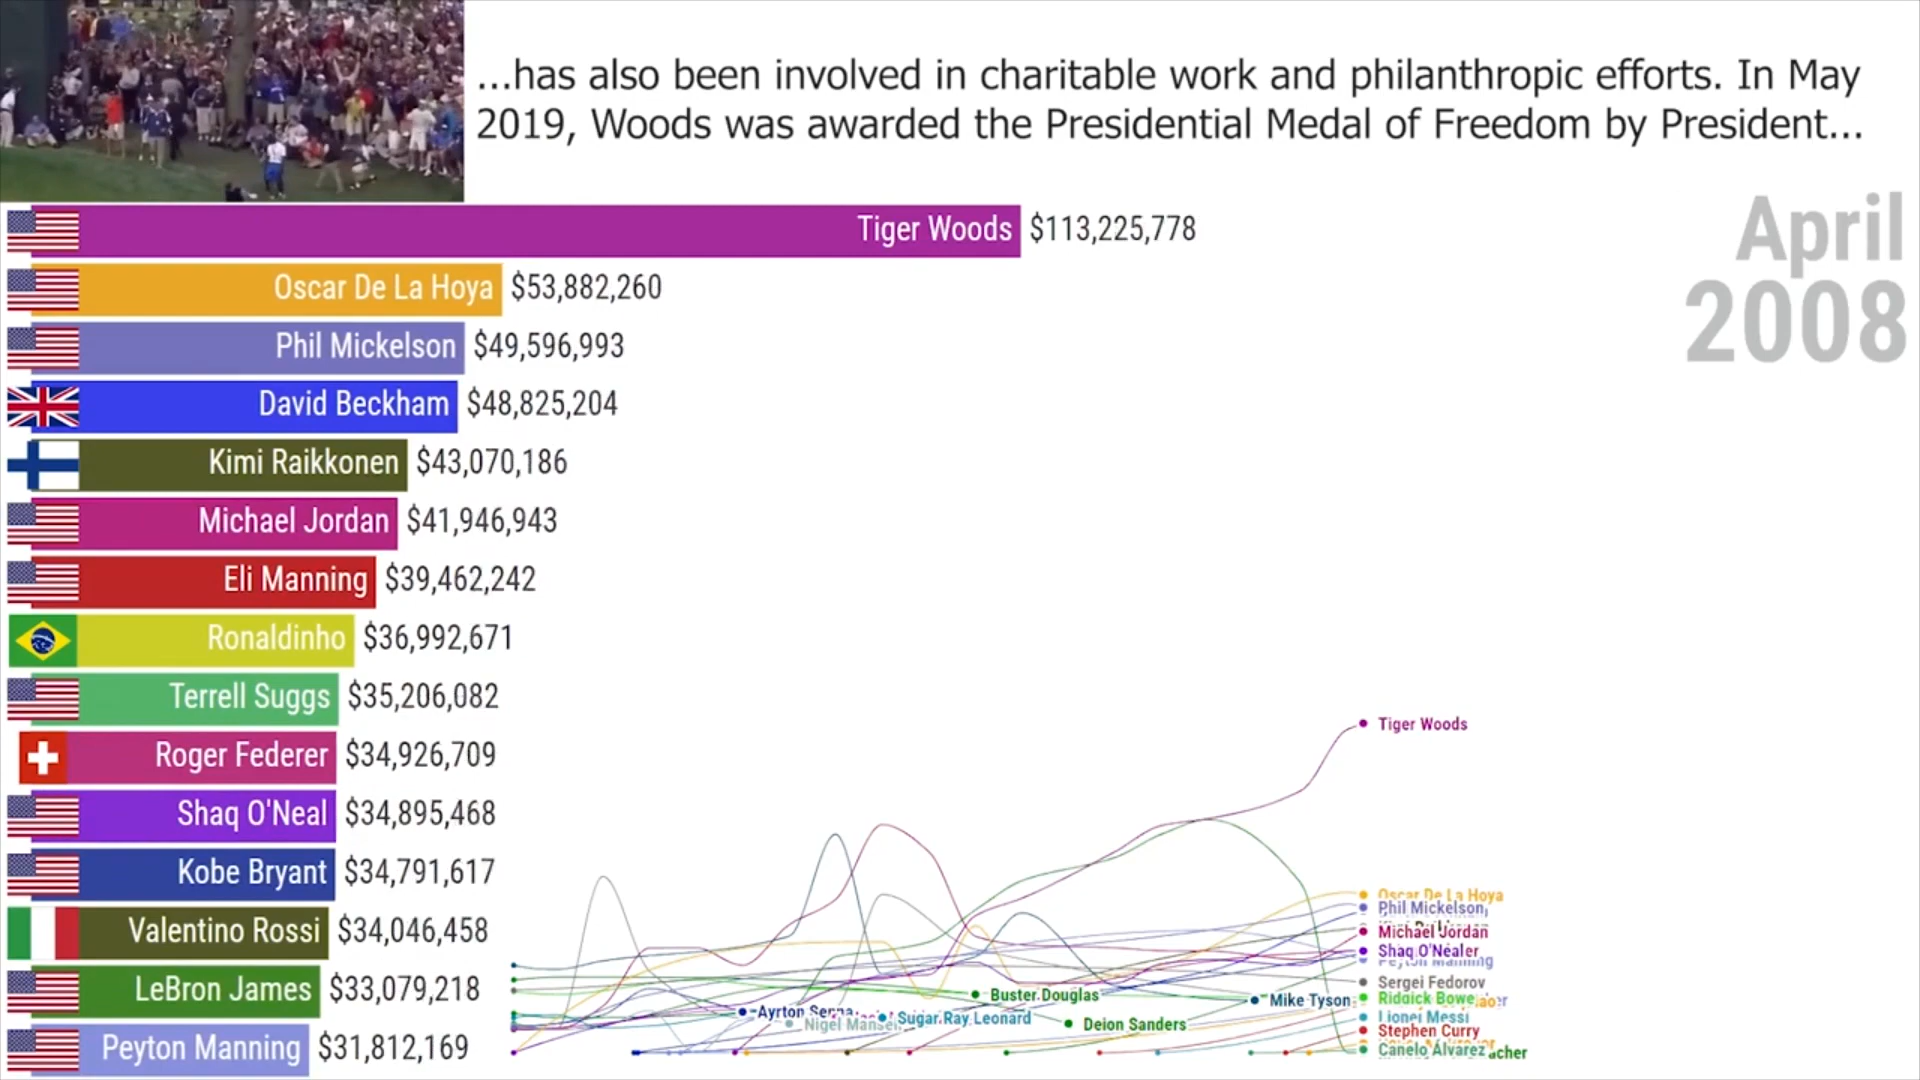 ...has also been involved in charitable work and philanthropic efforts. In May
2019, Woods was awarded the Presidential Medal of Freedom by President...
April
2008
Tiger Woods $113,225,778
Oscar De La Hoya $53,882,260
Phil Mickelson $49,596,993
David Beckham $48,825,204
Kimi Raikkonen $43,070,186
Michael Jordan $41,946,943
Eli Manning $39,462,242
Ronaldinho $36,992,671
Terrell Suggs $35,206,082
Roger Federer $34,926,709
Shaq O'Neal $34,895,468
Kobe Bryant $34,791,617
Valentino Rossi $34,046,458
LeBron James $33,079,218
Peyton Manning $31,812,169
Tiger Woods
Oscar De La Hoya
Phil Mickelson
Michael Jordan
Shaq O'Neal
Peyton Manning
Sergei Fedorov
Buster Douglas
Riddick Bowe
Mike Tyson
Ayrton Senna
Nigel Mansell
Sugar Ray Leonard
Lionel Messi
Deion Sanders
Stephen Curry
Canelo Alvarez